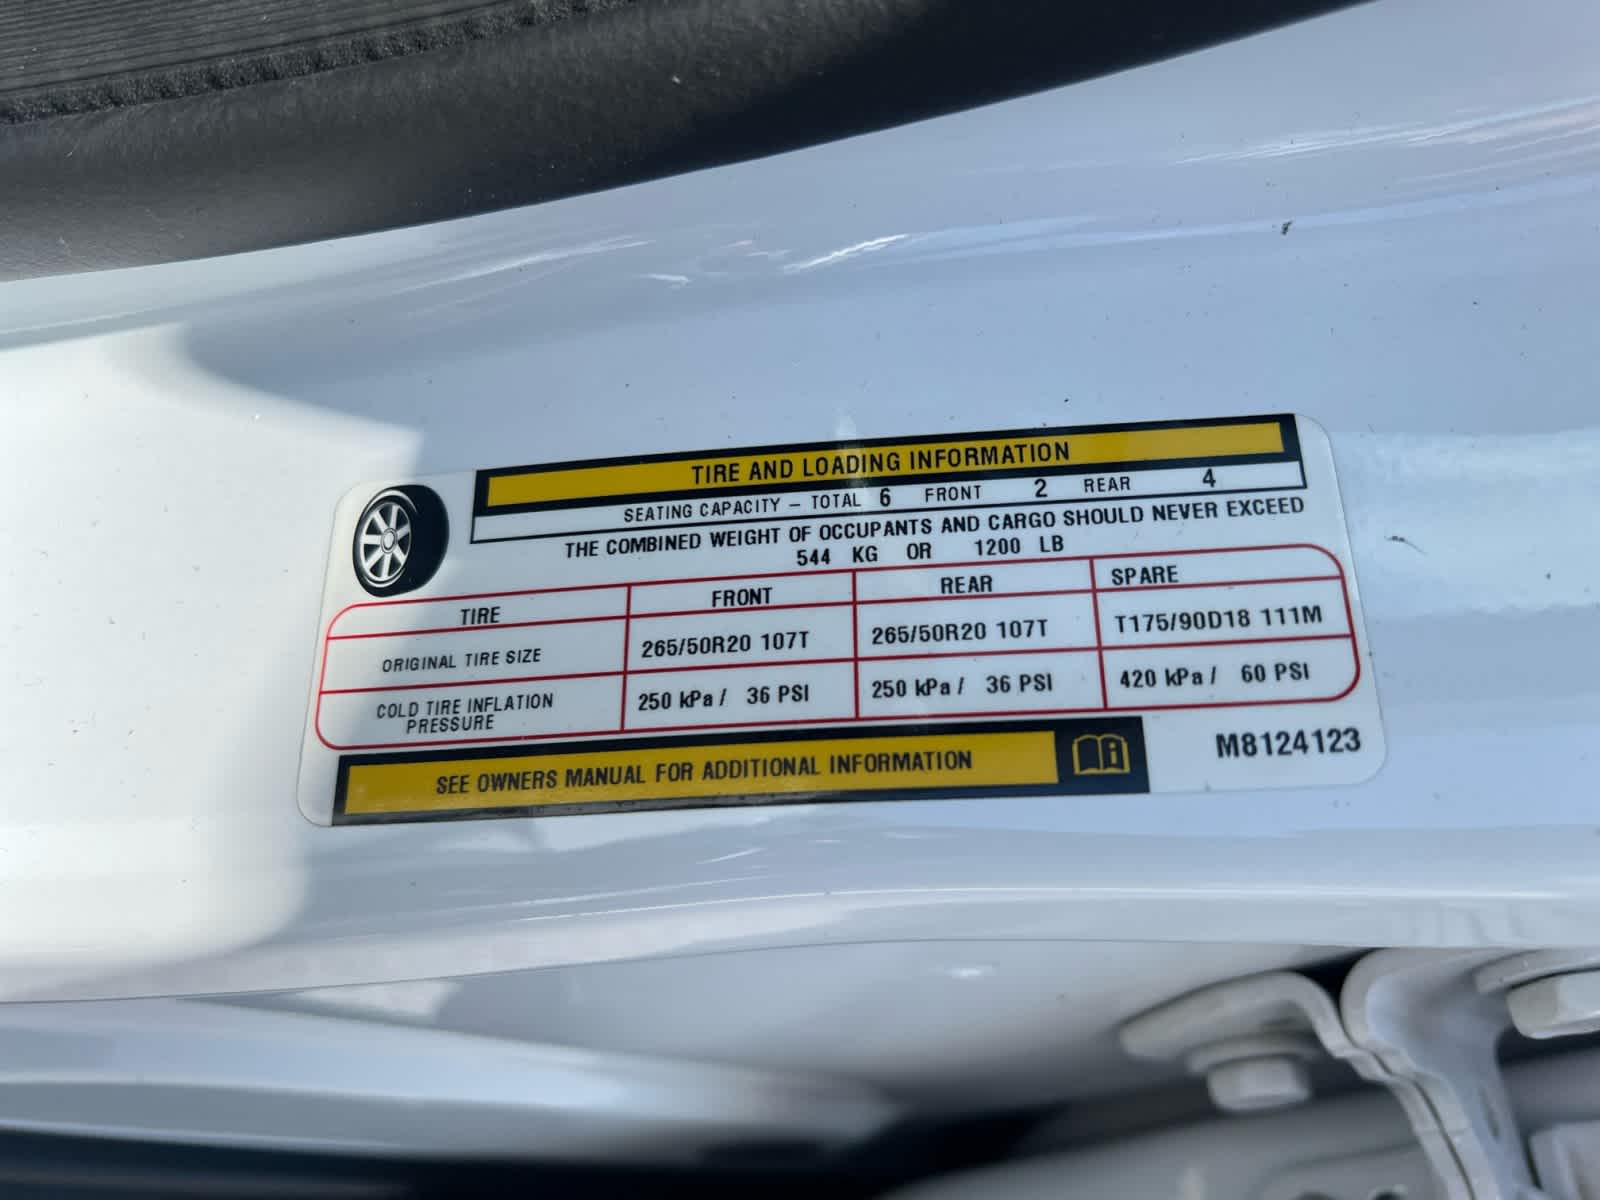 TIRE AND LOADING INFORMATION
SEATING CAPACITY – TOTAL 6 FRONT 2 REAR 4
THE COMBINED WEIGHT OF OCCUPANTS AND CARGO SHOULD NEVER EXCEED
544 KG OR 1200 LB
TIRE FRONT REAR SPARE
ORIGINAL TIRE SIZE 265/50R20 107T 265/50R20 107T T175/90D18 111M
COLD TIRE INFLATION PRESSURE 250 kPa / 36 PSI 250 kPa / 36 PSI 420 kPa / 60 PSI
SEE OWNERS MANUAL FOR ADDITIONAL INFORMATION
M8124123